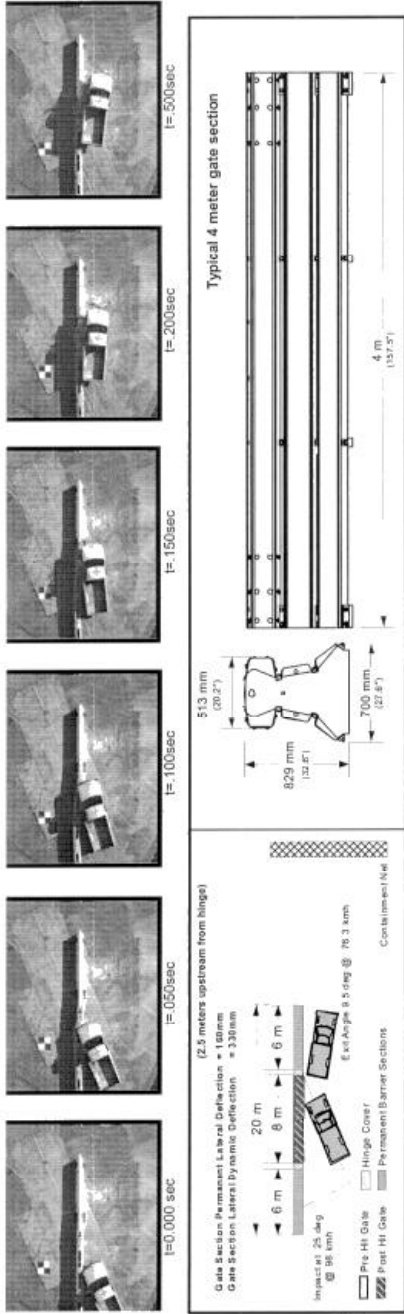 t=0.000 sec
t=.050sec
t=.100sec
t=.150sec
t=.200sec
t=.500sec
(2.5 meters upstream from hinge)
Gate Section Permanent Lateral Deflection = 160mm
Gate Section Lateral Dynamic Deflection = 330mm
20 m
6 m
8 m
6 m
Impact at 25 deg
@ 98 kmh
Exit Angle 9.5 deg @ 76.3 kmh
Pre Hit Gate
Hinge Cover
Post Hit Gate
Permanent Barrier Sections
Containment Net
Typical 4 meter gate section
513 mm
(20.2")
829 mm
(32.6")
700 mm
(27.6")
4 m
(157.5")